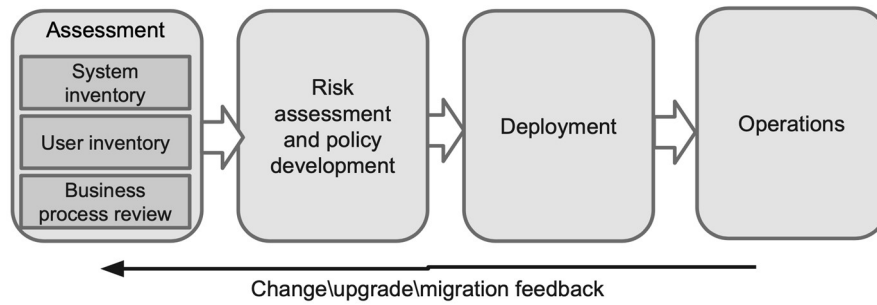 Assessment
System
inventory
User inventory
Business
process review
Risk
assessment
and policy
development
Deployment
Operations
Change\upgrade\migration feedback